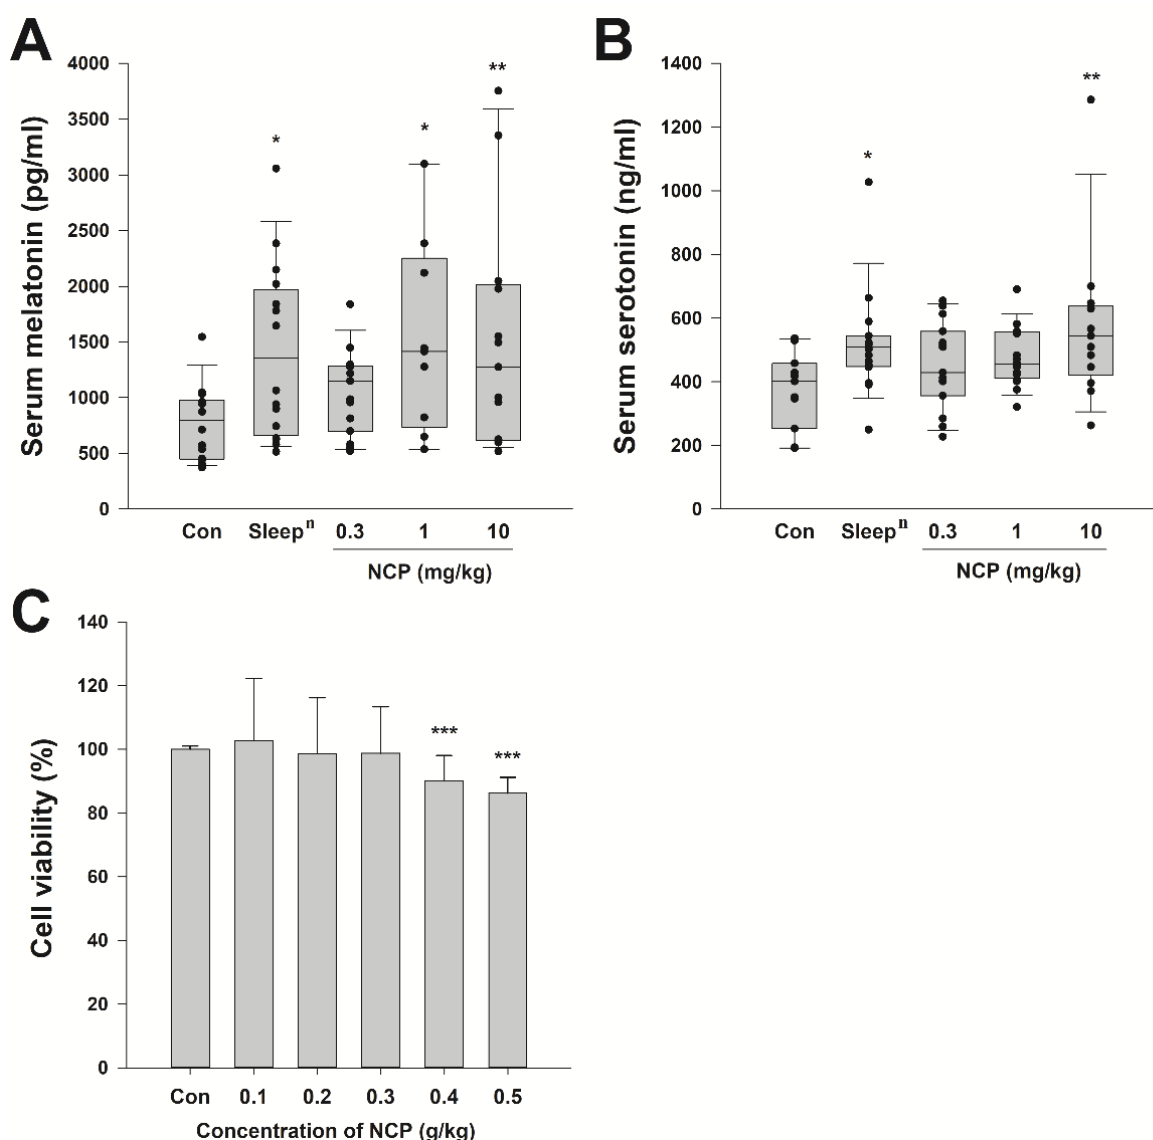 A
B
Serum melatonin (pg/ml)
4000
3500
3000
2500
2000
1500
1000
500
0
*
*
**
Con Sleepⁿ 0.3 1 10
NCP (mg/kg)
Serum serotonin (ng/ml)
1400
1200
1000
800
600
400
200
0
*
**
Con Sleepⁿ 0.3 1 10
NCP (mg/kg)
C
Cell viability (%)
140
120
100
80
60
40
20
0
***
***
Con 0.1 0.2 0.3 0.4 0.5
Concentration of NCP (g/kg)